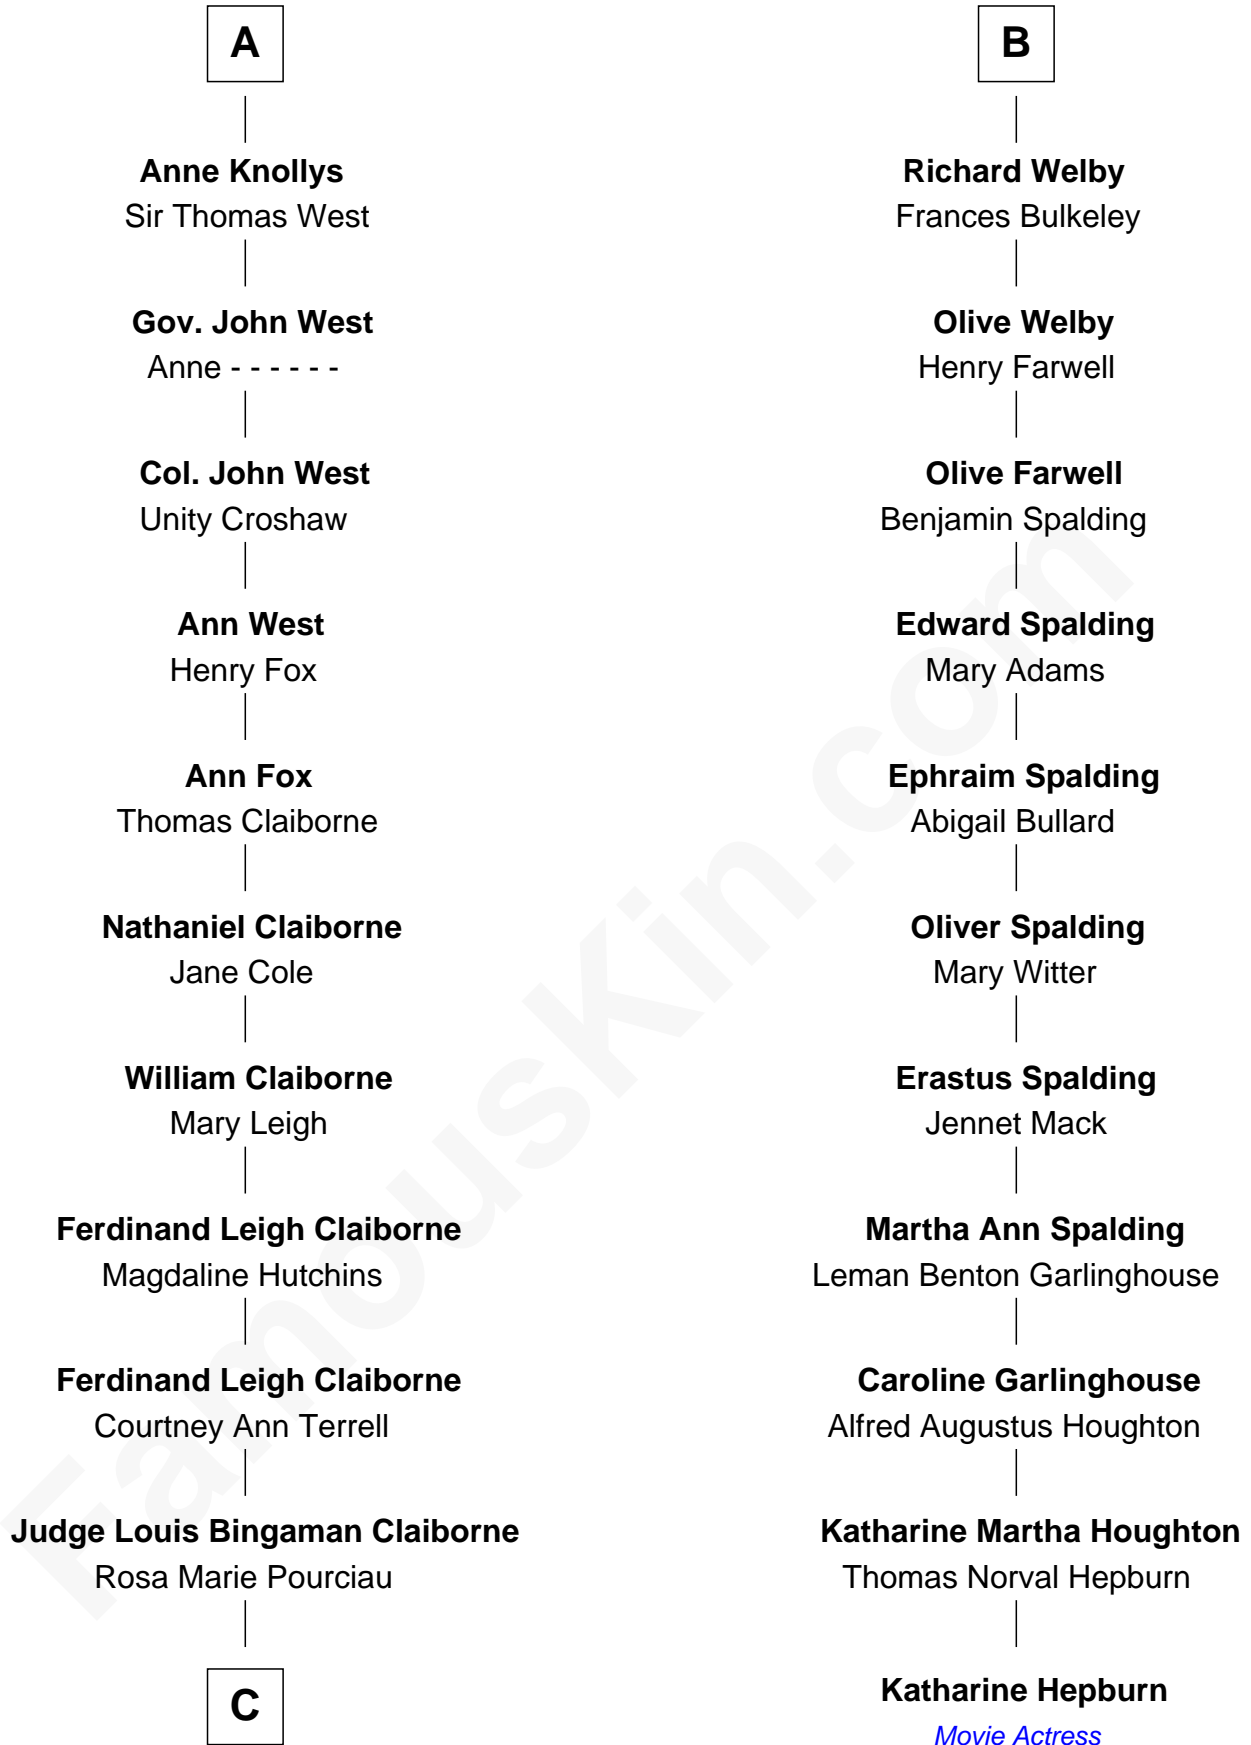 A
Anne Knollys
Sir Thomas West
Gov. John West
Anne - - - - - -
Col. John West
Unity Croshaw
Ann West
Henry Fox
Ann Fox
Thomas Claiborne
Nathaniel Claiborne
Jane Cole
William Claiborne
Mary Leigh
Ferdinand Leigh Claiborne
Magdaline Hutchins
Ferdinand Leigh Claiborne
Courtney Ann Terrell
Judge Louis Bingaman Claiborne
Rosa Marie Pourciau
C
B
Richard Welby
Frances Bulkeley
Olive Welby
Henry Farwell
Olive Farwell
Benjamin Spalding
Edward Spalding
Mary Adams
Ephraim Spalding
Abigail Bullard
Oliver Spalding
Mary Witter
Erastus Spalding
Jennet Mack
Martha Ann Spalding
Leman Benton Garlinghouse
Caroline Garlinghouse
Alfred Augustus Houghton
Katharine Martha Houghton
Thomas Norval Hepburn
Katharine Hepburn
Movie Actress
FamousKin.com